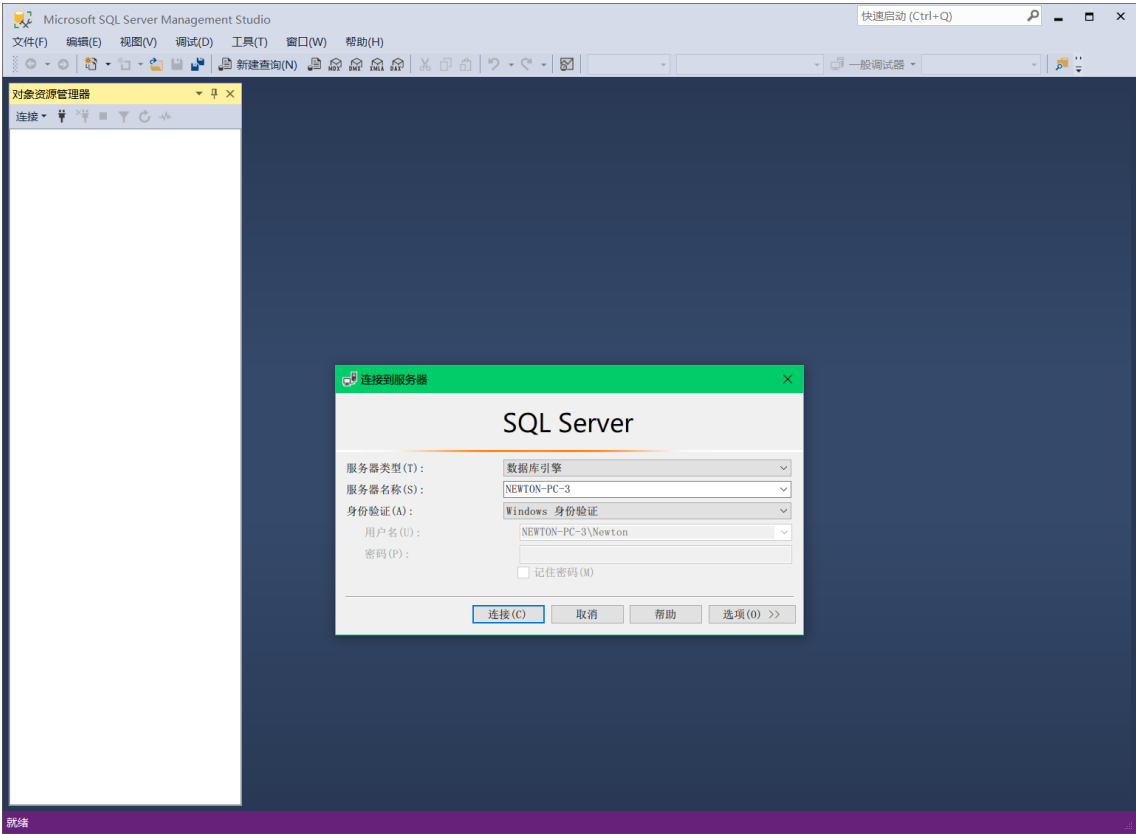 Microsoft SQL Server Management Studio
快速启动 (Ctrl+Q)
文件(F) 编辑(E) 视图(V) 调试(D) 工具(T) 窗口(W) 帮助(H)
新建查询(N) MDX DMX XMLA DAX 一般调试器
对象资源管理器
连接
连接到服务器
SQL Server
服务器类型(T): 数据库引擎
服务器名称(S): NEWTON-PC-3
身份验证(A): Windows 身份验证
用户名(U): NEWTON-PC-3\Newton
密码(P):
记住密码(M)
连接(C) 取消 帮助 选项(O) >>
就绪